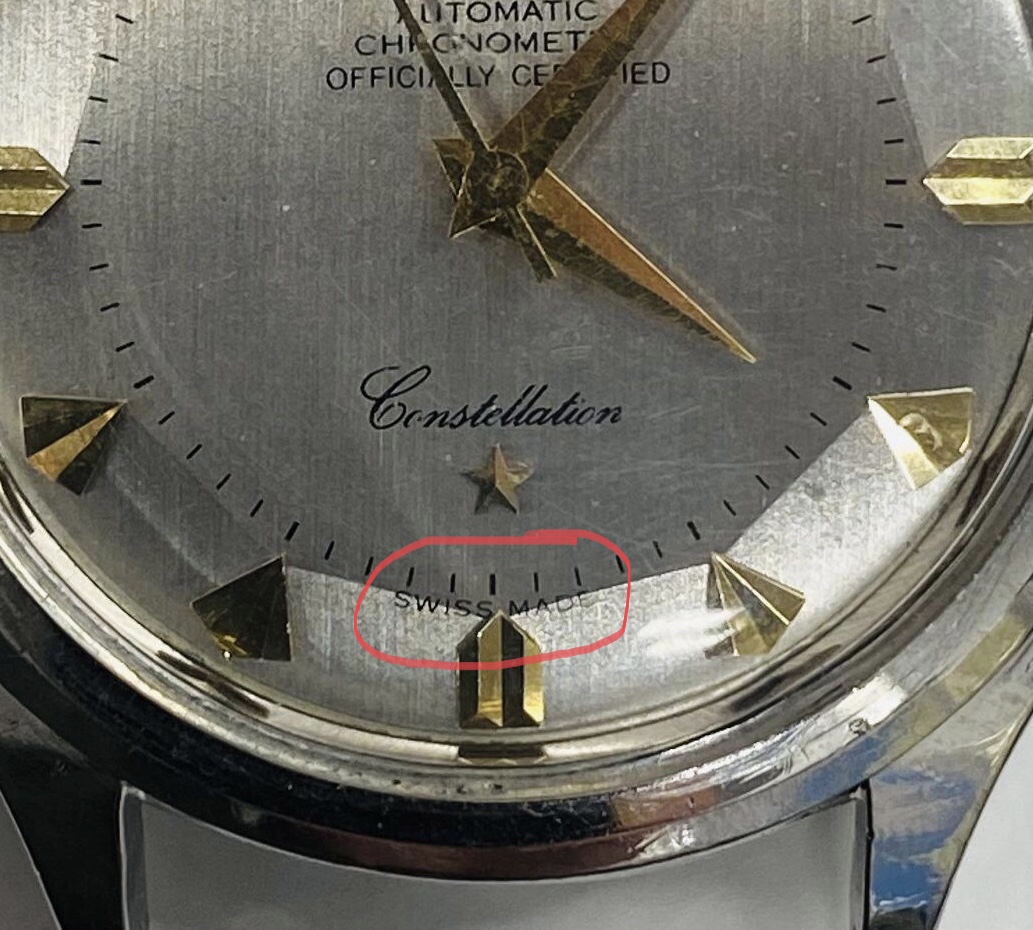 AUTOMATIC
CHRONOMETER
OFFICIALLY CERTIFIED
Constellation
SWISS MADE